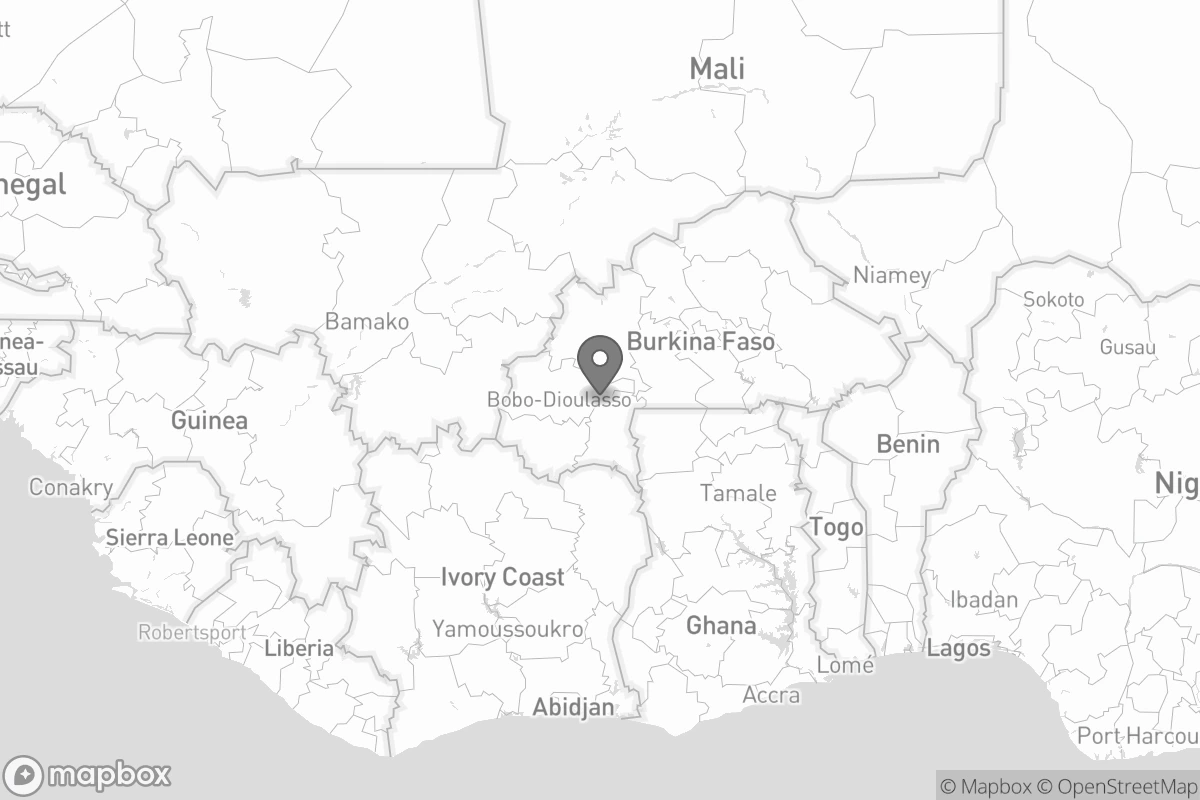 tt
Mali
negal
Niamey
Sokoto
Bamako
Burkina Faso
nea-
ssau
Gusau
Bobo-Dioulasso
Guinea
Benin
Conakry
Tamale
Nig
Sierra Leone
Togo
Ivory Coast
Ibadan
Robertsport
Yamoussoukro
Ghana
Liberia
Lagos
Lomé
Accra
Abidjan
Port Harcou
mapbox
© Mapbox © OpenStreetMap